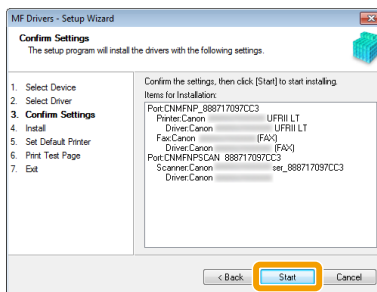 MF Drivers - Setup Wizard
Confirm Settings
The setup program will install the drivers with the following settings.
1. Select Device
2. Select Driver
3. Confirm Settings
4. Install
5. Set Default Printer
6. Print Test Page
7. Exit
Confirm the settings, then click [Start] to start installing.
Items for Installation:
Port:CNMFNP_888717097CC3
Printer:Canon UFRII LT
Driver:Canon UFRII LT
Fax:Canon (FAX)
Driver:Canon (FAX)
Port:CNMFNPSCAN_888717097CC3
Scanner:Canon ser_888717097CC3
Driver:Canon
< Back
Start
Cancel